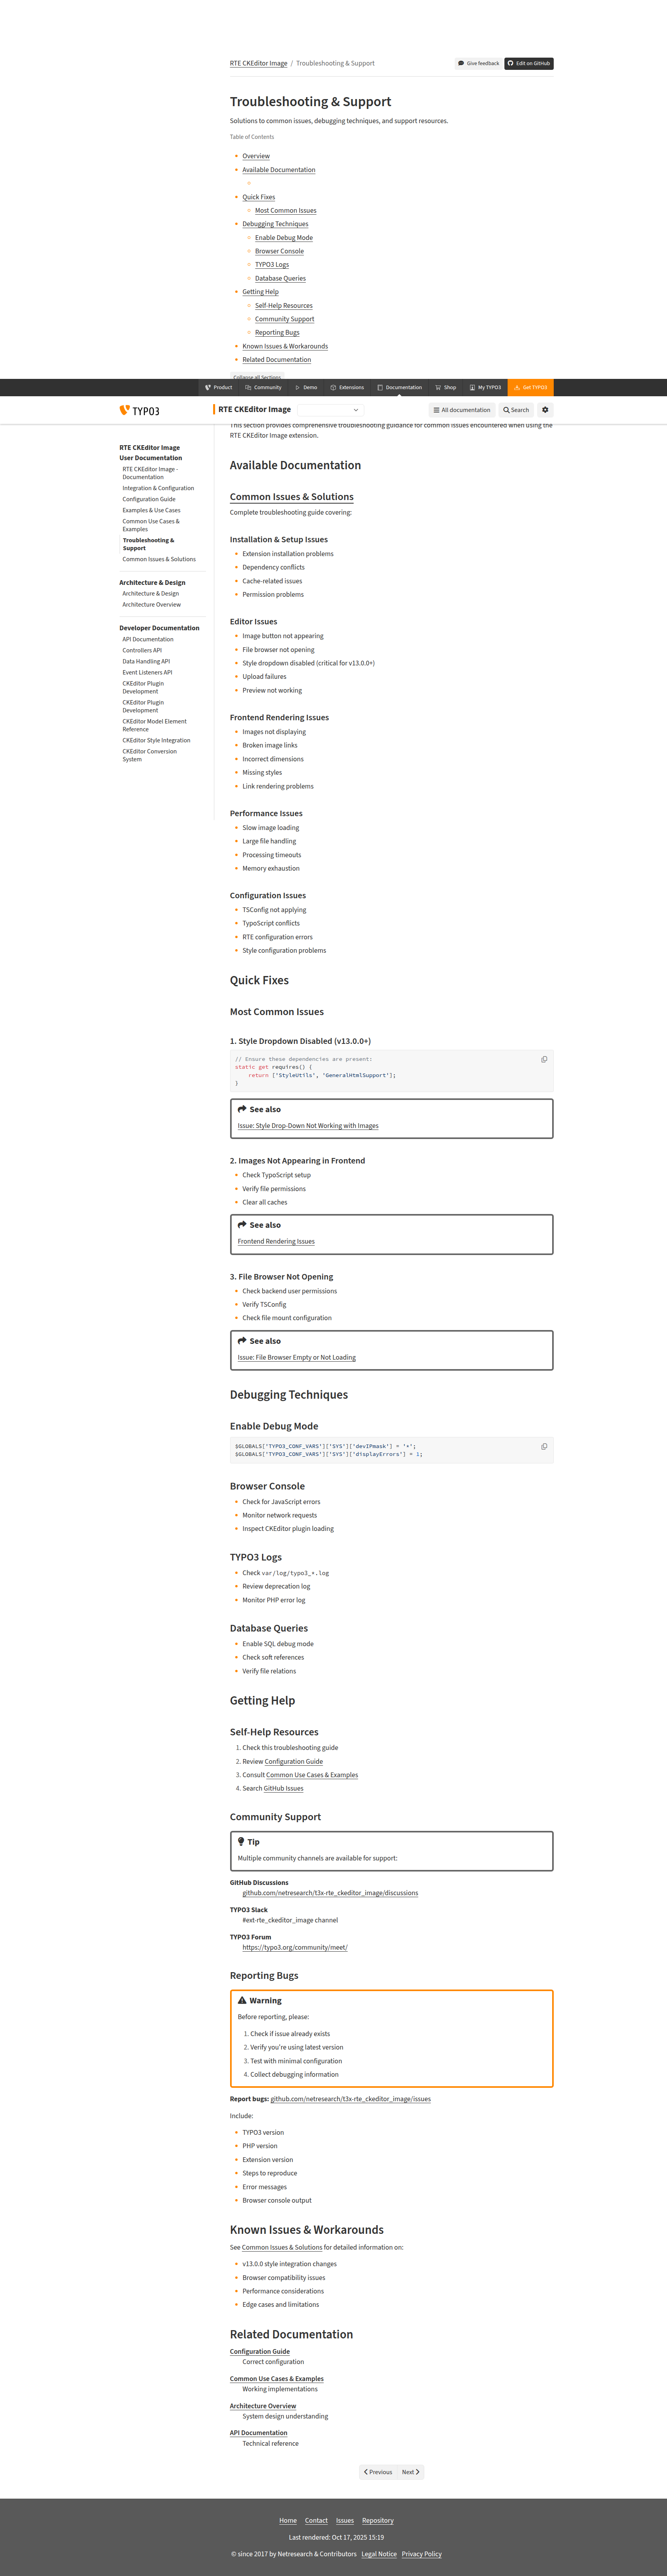 RTE CKEditor Image / Troubleshooting & Support
Give feedback
Edit on GitHub
Troubleshooting & Support
Solutions to common issues, debugging techniques, and support resources.
Table of Contents
Overview
Available Documentation
Quick Fixes
Most Common Issues
Debugging Techniques
Enable Debug Mode
Browser Console
TYPO3 Logs
Database Queries
Getting Help
Self-Help Resources
Community Support
Reporting Bugs
Known Issues & Workarounds
Related Documentation
Collapse all Sections
Product
Community
Demo
Extensions
Documentation
Shop
My TYPO3
Get TYPO3
TYPO3
RTE CKEditor Image
All documentation
Search
RTE CKEditor Image
User Documentation
RTE CKEditor Image -
Documentation
Integration & Configuration
Configuration Guide
Examples & Use Cases
Common Use Cases &
Examples
Troubleshooting &
Support
Common Issues & Solutions
Architecture & Design
Architecture & Design
Architecture Overview
Developer Documentation
API Documentation
Controllers API
Data Handling API
Event Listeners API
CKEditor Plugin
Development
CKEditor Plugin
Development
CKEditor Model Element
Reference
CKEditor Style Integration
CKEditor Conversion
System
This section provides comprehensive troubleshooting guidance for common issues encountered when using the
RTE CKEditor Image extension.
Available Documentation
Common Issues & Solutions
Complete troubleshooting guide covering:
Installation & Setup Issues
Extension installation problems
Dependency conflicts
Cache-related issues
Permission problems
Editor Issues
Image button not appearing
File browser not opening
Style dropdown disabled (critical for v13.0.0+)
Upload failures
Preview not working
Frontend Rendering Issues
Images not displaying
Broken image links
Incorrect dimensions
Missing styles
Link rendering problems
Performance Issues
Slow image loading
Large file handling
Processing timeouts
Memory exhaustion
Configuration Issues
TSConfig not applying
TypoScript conflicts
RTE configuration errors
Style configuration problems
Quick Fixes
Most Common Issues
1. Style Dropdown Disabled (v13.0.0+)
// Ensure these dependencies are present:
static get requires() {
return ['StyleUtils', 'GeneralHtmlSupport'];
}
See also
Issue: Style Drop-Down Not Working with Images
2. Images Not Appearing in Frontend
Check TypoScript setup
Verify file permissions
Clear all caches
See also
Frontend Rendering Issues
3. File Browser Not Opening
Check backend user permissions
Verify TSConfig
Check file mount configuration
See also
Issue: File Browser Empty or Not Loading
Debugging Techniques
Enable Debug Mode
$GLOBALS['TYPO3_CONF_VARS']['SYS']['devIPmask'] = '*';
$GLOBALS['TYPO3_CONF_VARS']['SYS']['displayErrors'] = 1;
Browser Console
Check for JavaScript errors
Monitor network requests
Inspect CKEditor plugin loading
TYPO3 Logs
Check var/log/typo3_*.log
Review deprecation log
Monitor PHP error log
Database Queries
Enable SQL debug mode
Check soft references
Verify file relations
Getting Help
Self-Help Resources
1. Check this troubleshooting guide
2. Review Configuration Guide
3. Consult Common Use Cases & Examples
4. Search GitHub Issues
Community Support
Tip
Multiple community channels are available for support:
GitHub Discussions
github.com/netresearch/t3x-rte_ckeditor_image/discussions
TYPO3 Slack
#ext-rte_ckeditor_image channel
TYPO3 Forum
https://typo3.org/community/meet/
Reporting Bugs
Warning
Before reporting, please:
1. Check if issue already exists
2. Verify you're using latest version
3. Test with minimal configuration
4. Collect debugging information
Report bugs: github.com/netresearch/t3x-rte_ckeditor_image/issues
Include:
TYPO3 version
PHP version
Extension version
Steps to reproduce
Error messages
Browser console output
Known Issues & Workarounds
See Common Issues & Solutions for detailed information on:
v13.0.0 style integration changes
Browser compatibility issues
Performance considerations
Edge cases and limitations
Related Documentation
Configuration Guide
Correct configuration
Common Use Cases & Examples
Working implementations
Architecture Overview
System design understanding
API Documentation
Technical reference
Previous
Next
Home Contact Issues Repository
Last rendered: Oct 17, 2025 15:19
© since 2017 by Netresearch & Contributors Legal Notice Privacy Policy